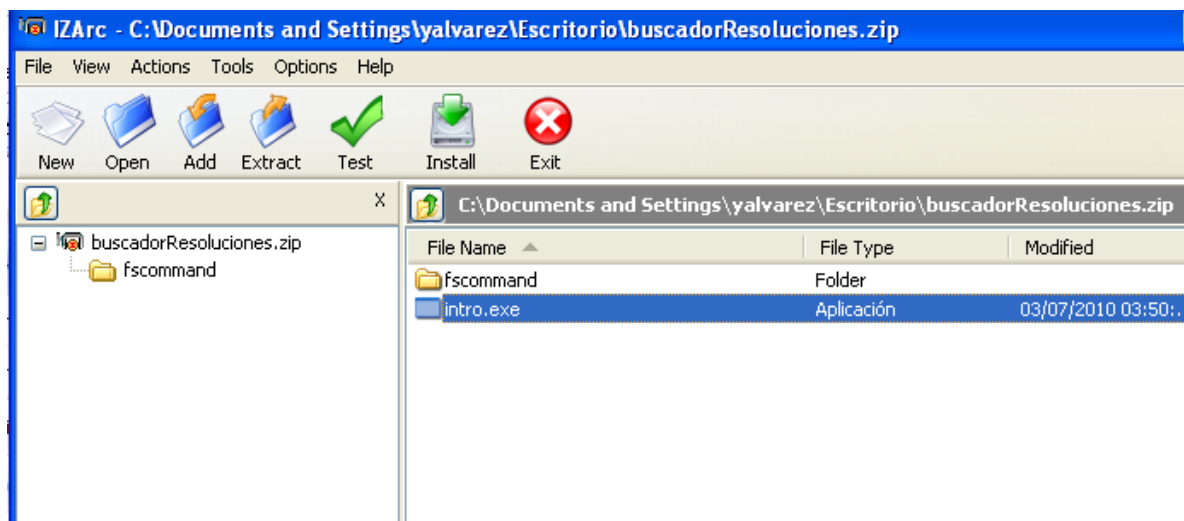 IZArc - C:\Documents and Settings\yalvarez\Escritorio\buscadorResoluciones.zip
File View Actions Tools Options Help
New Open Add Extract Test Install Exit
X C:\Documents and Settings\yalvarez\Escritorio\buscadorResoluciones.zip
buscadorResoluciones.zip File Name File Type Modified
fscommand fscommand Folder
intro.exe Aplicación 03/07/2010 03:50:.